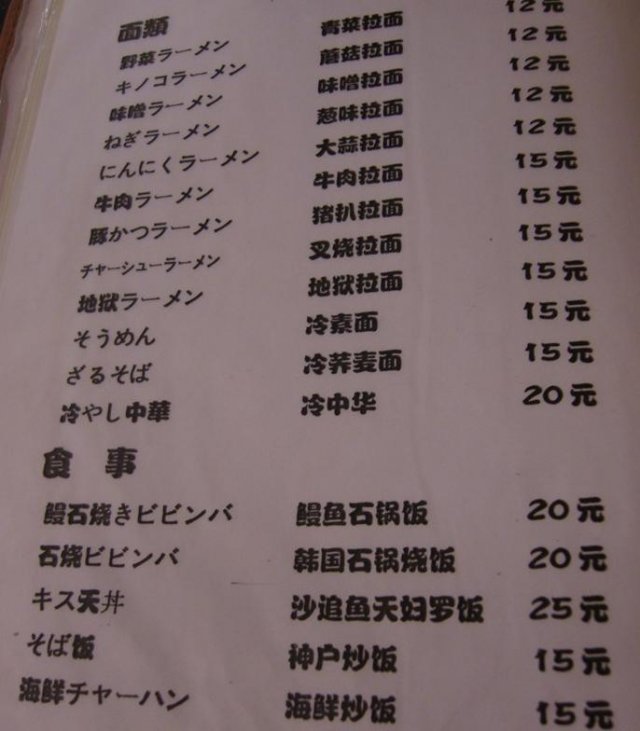 面類
野菜ラーメン 青菜拉面 12元
キノコラーメン 蘑菇拉面 12元
味噌ラーメン 味噌拉面 12元
ねぎラーメン 葱味拉面 12元
にんにくラーメン 大蒜拉面 12元
牛肉ラーメン 牛肉拉面 15元
豚かつラーメン 猪扒拉面 15元
チャーシューラーメン 叉烧拉面 15元
地獄ラーメン 地狱拉面 15元
そうめん 冷素面 15元
ざるそば 冷荞麦面 15元
冷やし中華 冷中华 20元
食 事
鰻石焼きビビンバ 鳗鱼石锅饭 20元
石焼ビビンバ 韩国石锅烧饭 20元
キス天丼 沙追鱼天妇罗饭 25元
そば飯 神户炒饭 15元
海鮮チャーハン 海鲜炒饭 15元